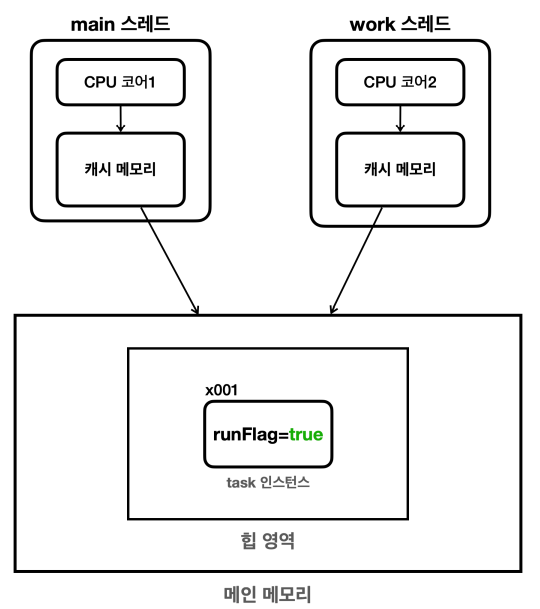 main 스레드
work 스레드
CPU 코어1
CPU 코어2
캐시 메모리
캐시 메모리
x001
runFlag=true
task 인스턴스
힙 영역
메인 메모리